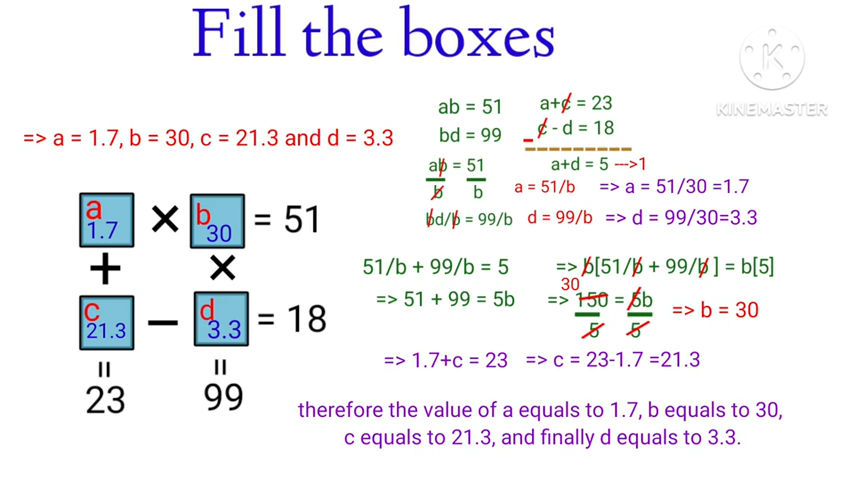 Fill the boxes
K
KINEMASTER
=> a = 1.7, b = 30, c = 21.3 and d = 3.3
ab = 51
bd = 99
a+c = 23
- c - d = 18
a+d = 5 --->1
ab = 51
b b
a = 51/b => a = 51/30 =1.7
bd/b = 99/b d = 99/b => d = 99/30=3.3
a 1.7 × b 30 = 51
+ ×
c 21.3 − d 3.3 = 18
= =
23 99
51/b + 99/b = 5 => b[51/b + 99/b ] = b[5]
=> 51 + 99 = 5b
30
=> 150 = 5b => b = 30
5 5
=> 1.7+c = 23 => c = 23-1.7 =21.3
therefore the value of a equals to 1.7, b equals to 30,
c equals to 21.3, and finally d equals to 3.3.